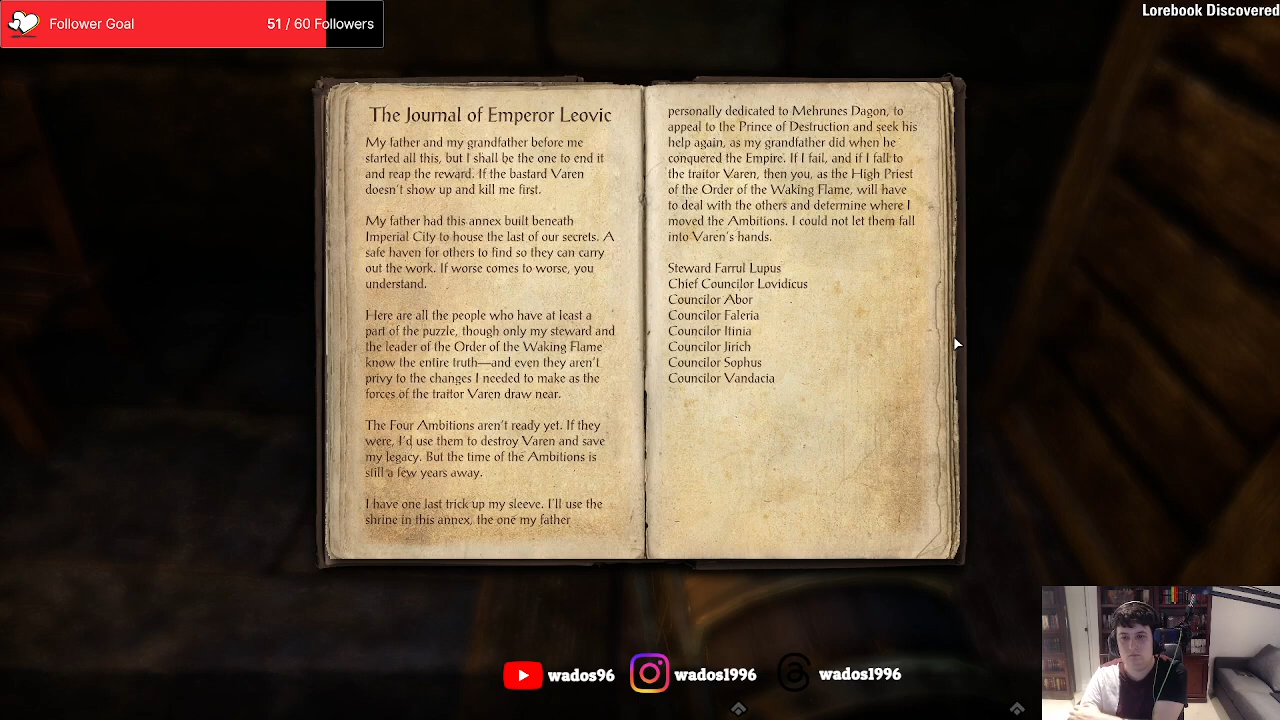 Follower Goal
51 / 60 Followers
Lorebook Discovered
The Journal of Emperor Leovic
My father and my grandfather before me
started all this, but I shall be the one to end it
and reap the reward. If the bastard Varen
doesn't show up and kill me first.
My father had this annex built beneath
Imperial City to house the last of our secrets. A
safe haven for others to find so they can carry
out the work. If worse comes to worse, you
understand.
Here are all the people who have at least a
part of the puzzle, though only my steward and
the leader of the Order of the Waking Flame
know the entire truth—and even they aren't
privy to the changes I needed to make as the
forces of the traitor Varen draw near.
The Four Ambitions aren't ready yet. If they
were, I'd use them to destroy Varen and save
my legacy. But the time of the Ambitions is
still a few years away.
I have one last trick up my sleeve. I'll use the
shrine in this annex, the one my father
personally dedicated to Mehrunes Dagon, to
appeal to the Prince of Destruction and seek his
help again, as my grandfather did when he
conquered the Empire. If I fail, and if I fall to
the traitor Varen, then you, as the High Priest
of the Order of the Waking Flame, will have
to deal with the others and determine where I
moved the Ambitions. I could not let them fall
into Varen's hands.
Steward Farrul Lupus
Chief Councilor Lovidicus
Councilor Abor
Councilor Faleria
Councilor Itinia
Councilor Jirich
Councilor Sophus
Councilor Vandacia
wados96
wados1996
wados1996